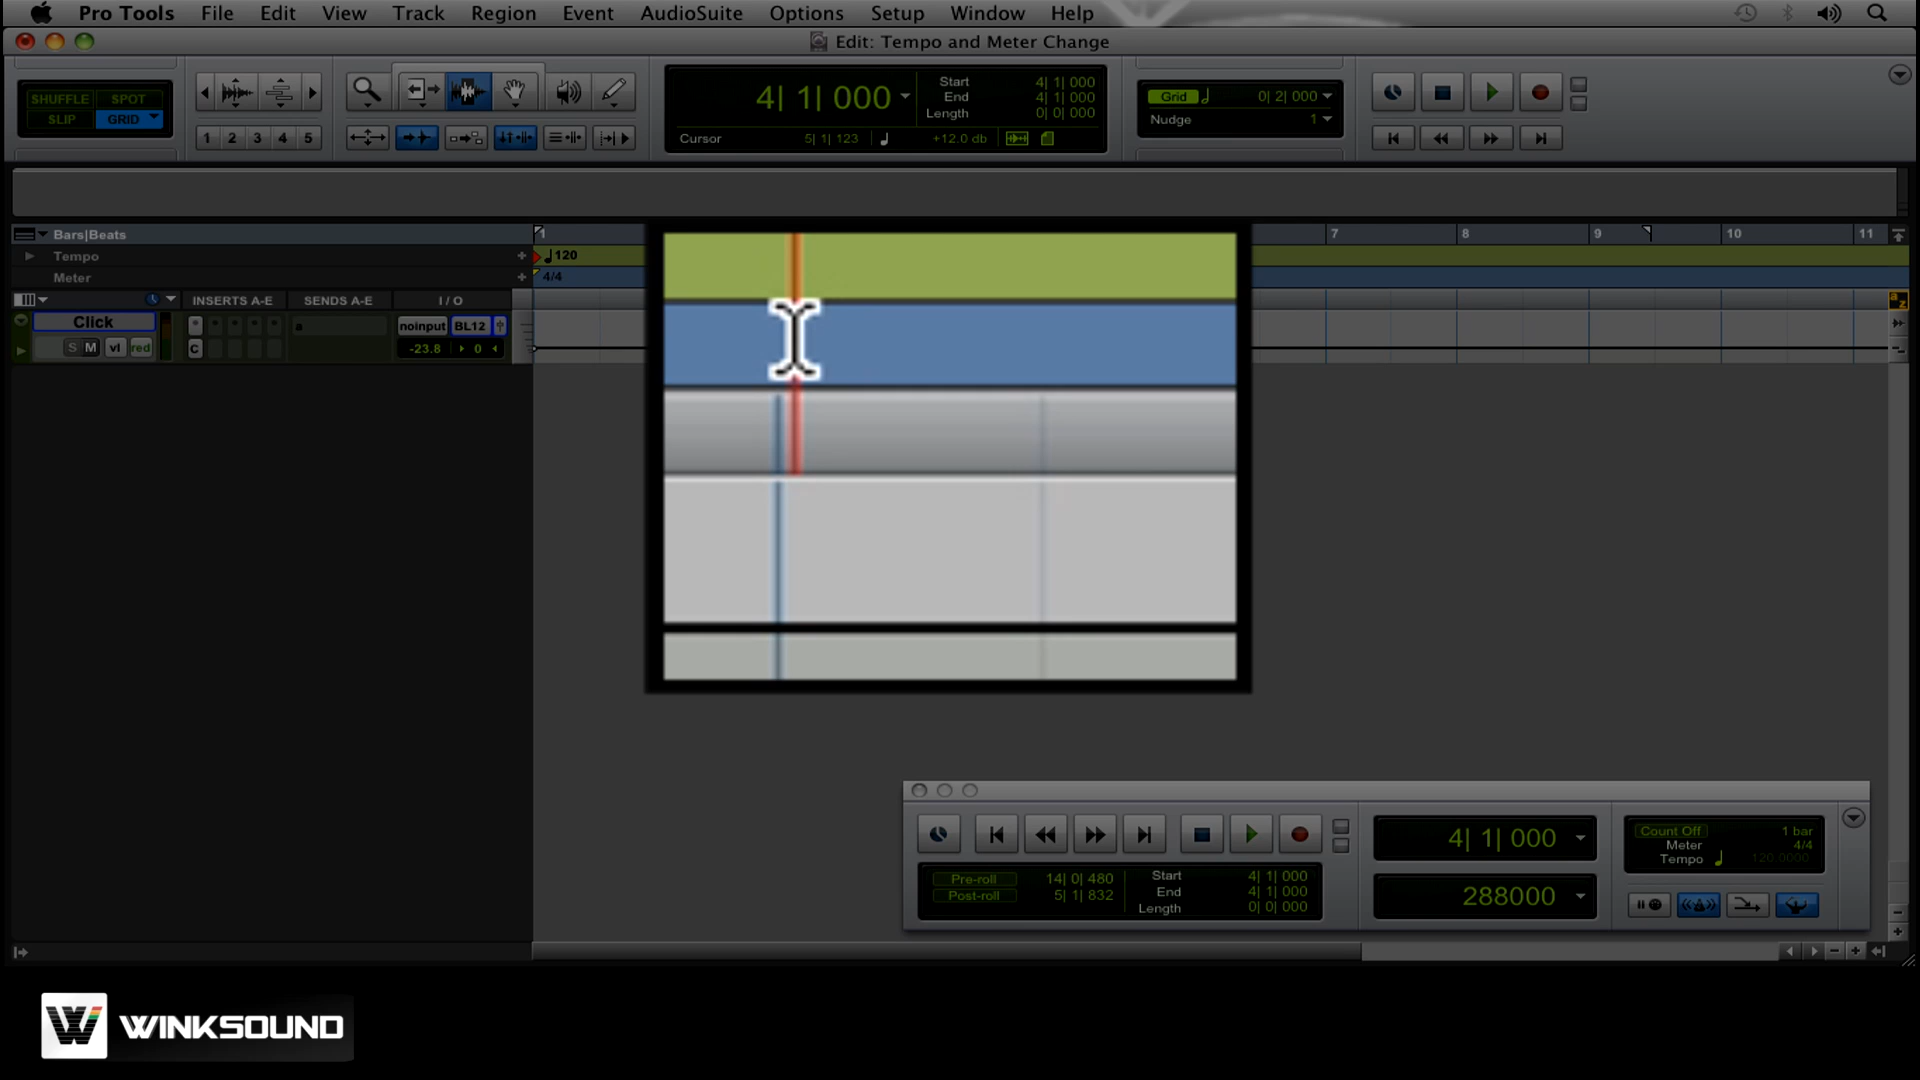 Pro Tools File Edit View Track Region Event AudioSuite Options Setup Window Help
Edit: Tempo and Meter Change
SHUFFLE SPOT
SLIP GRID
1 2 3 4 5
4| 1| 000
Start 4| 1| 000
End 4| 1| 000
Length 0| 0| 000
Cursor 5| 1| 123 +12.0 db
Grid 0| 2| 000
Nudge 1
Bars|Beats 1 7 8 9 10 11
Tempo + 120
Meter + 4/4
INSERTS A-E SENDS A-E I / O
a z
Click a noinput BL12
S M vl red C -23.8 0
4| 1| 000
Count Off 1 bar
Meter 4/4
Tempo 120.0000
Pre-roll 14| 0| 480
Post-roll 5| 1| 832
Start 4| 1| 000
End 4| 1| 000
Length 0| 0| 000
288000
W WINKSOUND